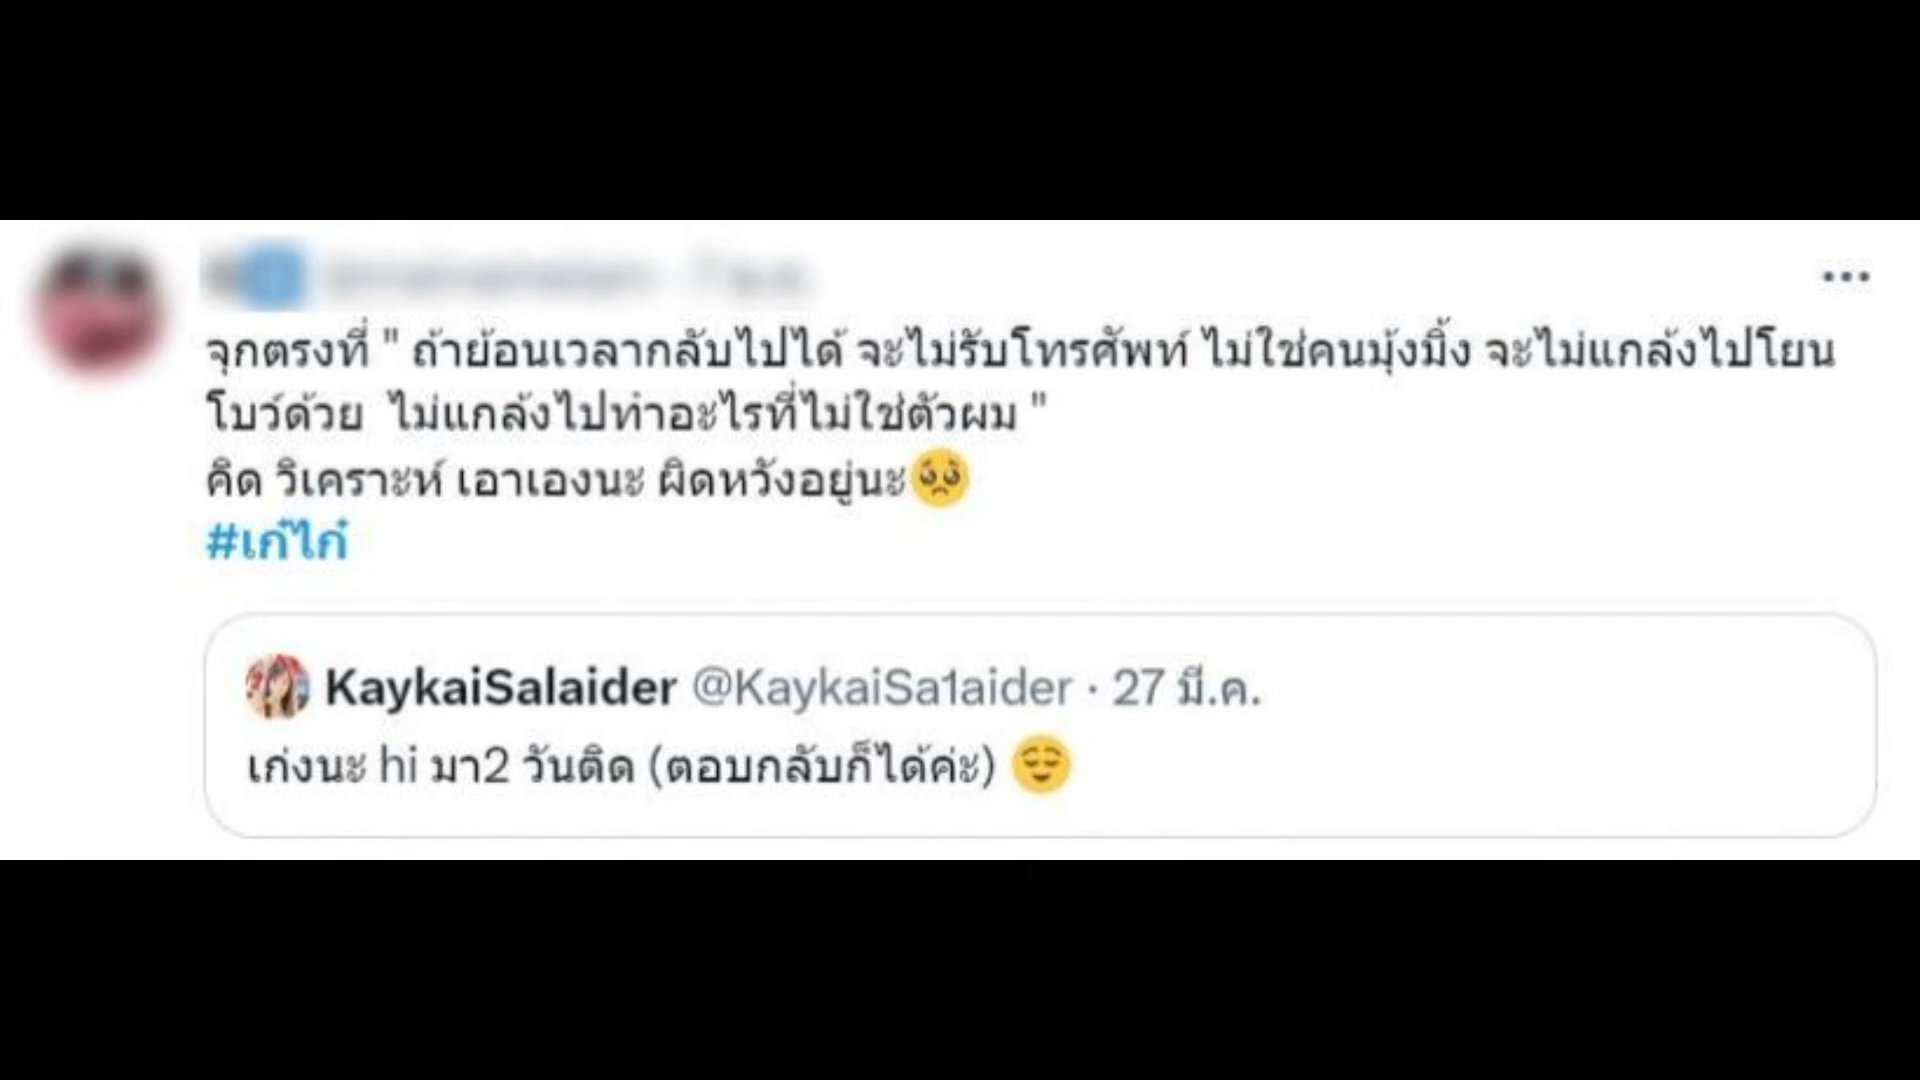 จุกตรงที่ " ถ้าย้อนเวลากลับไปได้ จะไม่รับโทรศัพท์ ไม่ใช่คนมุ้งมิ้ง จะไม่แกล้งไปโยน
โบว์ด้วย ไม่แกล้งไปทำอะไรที่ไม่ใช่ตัวผม "
คิด วิเคราะห์ เอาเองนะ ผิดหวังอยู่นะ🥺
#เก๋ไก๋
KaykaiSalaider @KaykaiSa1aider · 27 มี.ค.
เก่งนะ hi มา2 วันติด (ตอบกลับก็ได้ค่ะ) 😌